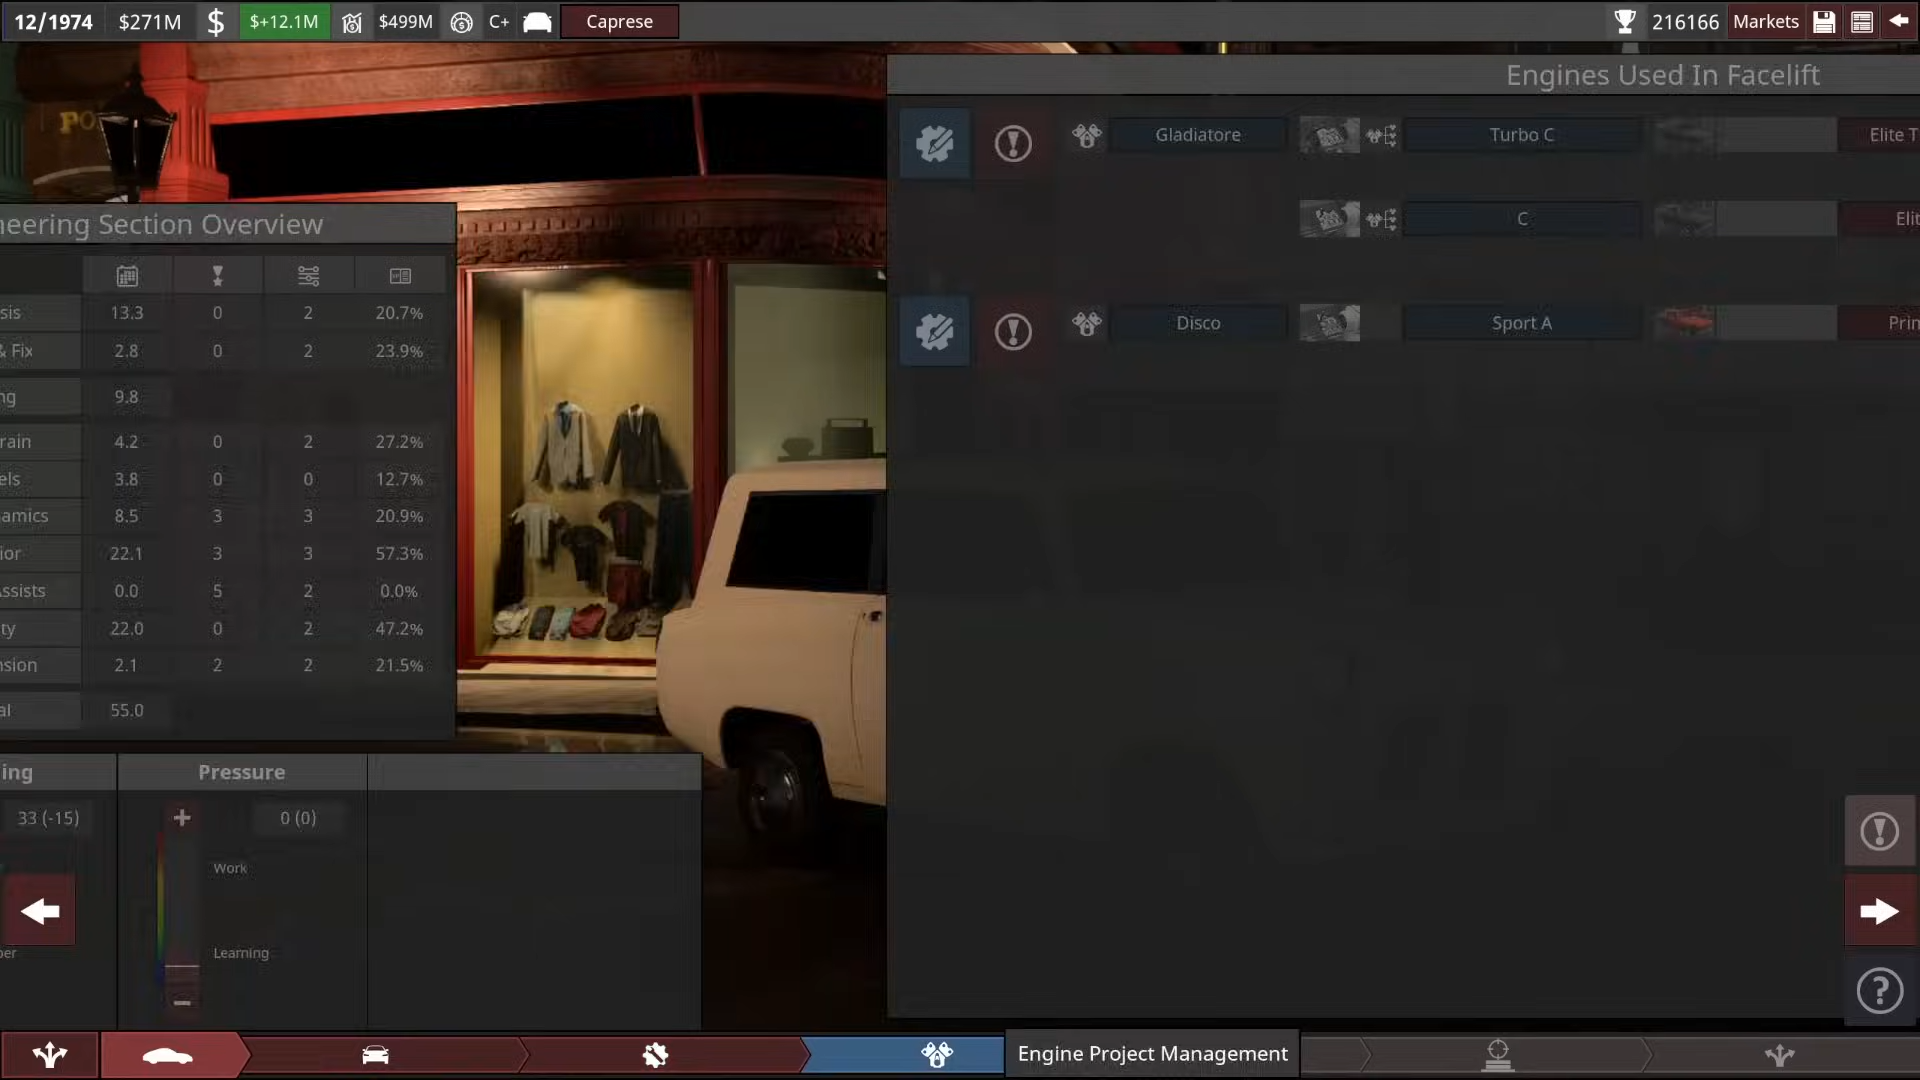 12/1974 $271M $+12.1M $499M C+ Caprese 216166 Markets
PO
Engines Used In Facelift
Gladiatore Turbo C Elite T
C Elit
Disco Sport A Prin
neering Section Overview
sis 13.3 0 2 20.7%
& Fix 2.8 0 2 23.9%
ng 9.8
rain 4.2 0 2 27.2%
els 3.8 0 0 12.7%
amics 8.5 3 3 20.9%
ior 22.1 3 3 57.3%
Assists 0.0 5 2 0.0%
ty 22.0 0 2 47.2%
nsion 2.1 2 2 21.5%
al 55.0
ing Pressure
33 (-15) + 0 (0)
Work
per Learning
Engine Project Management